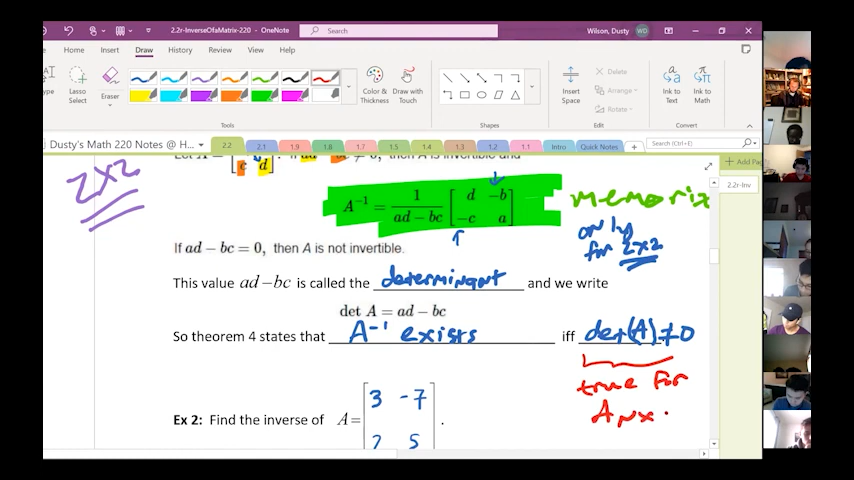 2.2r-InverseOfaMatrix-220 - OneNote
Search
Wilson, Dusty
WD
Home Insert Draw History Review View Help
Type
Lasso Select
Eraser
Color & Thickness
Draw with Touch
Insert Space
Delete
Arrange
Rotate
Ink to Text
Ink to Math
Tools Shapes Edit Convert
Dusty's Math 220 Notes @ H...
2.2 2.1 1.9 1.8 1.7 1.5 1.4 1.3 1.2 1.1 Intro Quick Notes +
Search (Ctrl+E)
Add Pag
2.2r-Inv
c d then A is invertible and
2x2
A⁻¹ = 1/(ad − bc) [d −b; −c a]
memoriz
only for 2x2
If ad − bc = 0, then A is not invertible.
This value ad − bc is called the determinant and we write
det A = ad − bc
So theorem 4 states that A⁻¹ exists iff det(A) ≠ 0
true for
A nx
Ex 2: Find the inverse of A = [3 -7; 2 5].